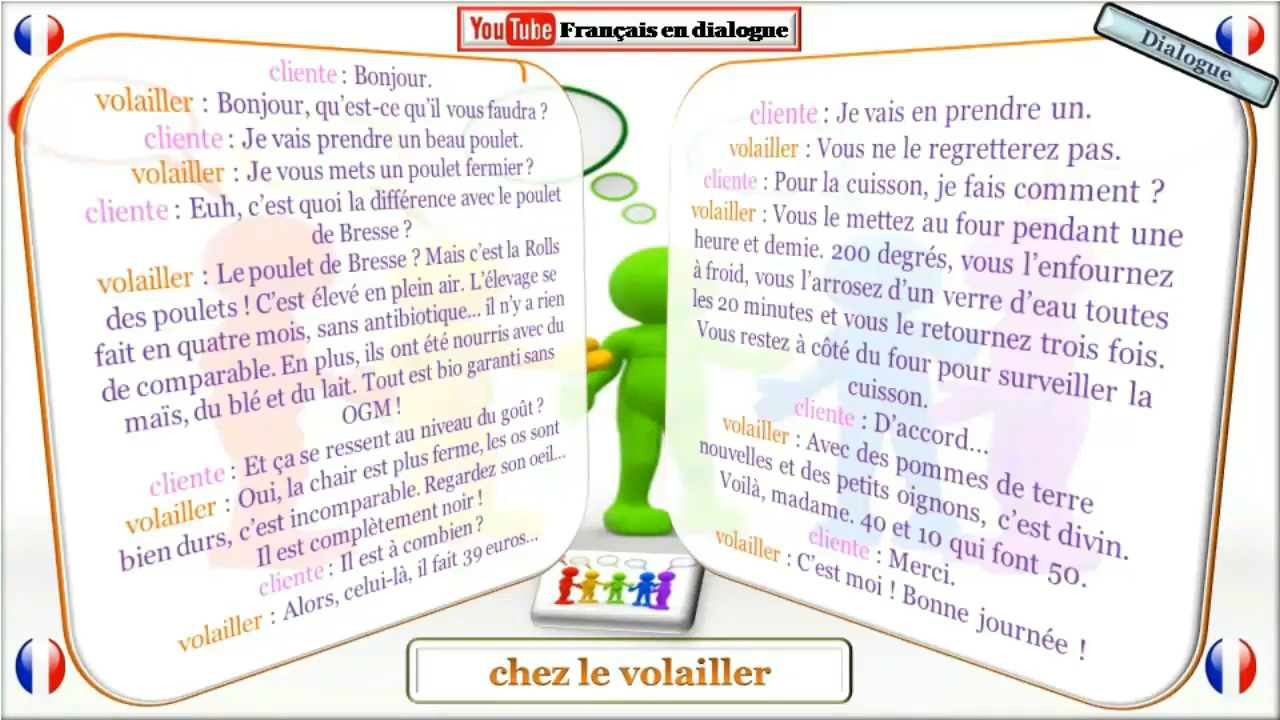 YouTube Français en dialogue
Dialogue
cliente : Bonjour.
volailler : Bonjour, qu'est-ce qu'il vous faudra ?
cliente : Je vais prendre un beau poulet.
volailler : Je vous mets un poulet fermier ?
cliente : Euh, c'est quoi la différence avec le poulet
de Bresse ?
volailler : Le poulet de Bresse ? Mais c'est la Rolls
des poulets ! C'est élevé en plein air. L'élevage se
fait en quatre mois, sans antibiotique... il n'y a rien
de comparable. En plus, ils ont été nourris avec du
maïs, du blé et du lait. Tout est bio garanti sans
OGM !
cliente : Et ça se ressent au niveau du goût ?
volailler : Oui, la chair est plus ferme, les os sont
bien durs, c'est incomparable. Regardez son oeil...
Il est complètement noir !
cliente : Il est à combien ?
volailler : Alors, celui-là, il fait 39 euros...
cliente : Je vais en prendre un.
volailler : Vous ne le regretterez pas.
cliente : Pour la cuisson, je fais comment ?
volailler : Vous le mettez au four pendant une
heure et demie. 200 degrés, vous l'enfournez
à froid, vous l'arrosez d'un verre d'eau toutes
les 20 minutes et vous le retournez trois fois.
Vous restez à côté du four pour surveiller la
cuisson.
cliente : D'accord...
volailler : Avec des pommes de terre
nouvelles et des petits oignons, c'est divin.
Voilà, madame. 40 et 10 qui font 50.
cliente : Merci.
volailler : C'est moi ! Bonne journée !
chez le volailler